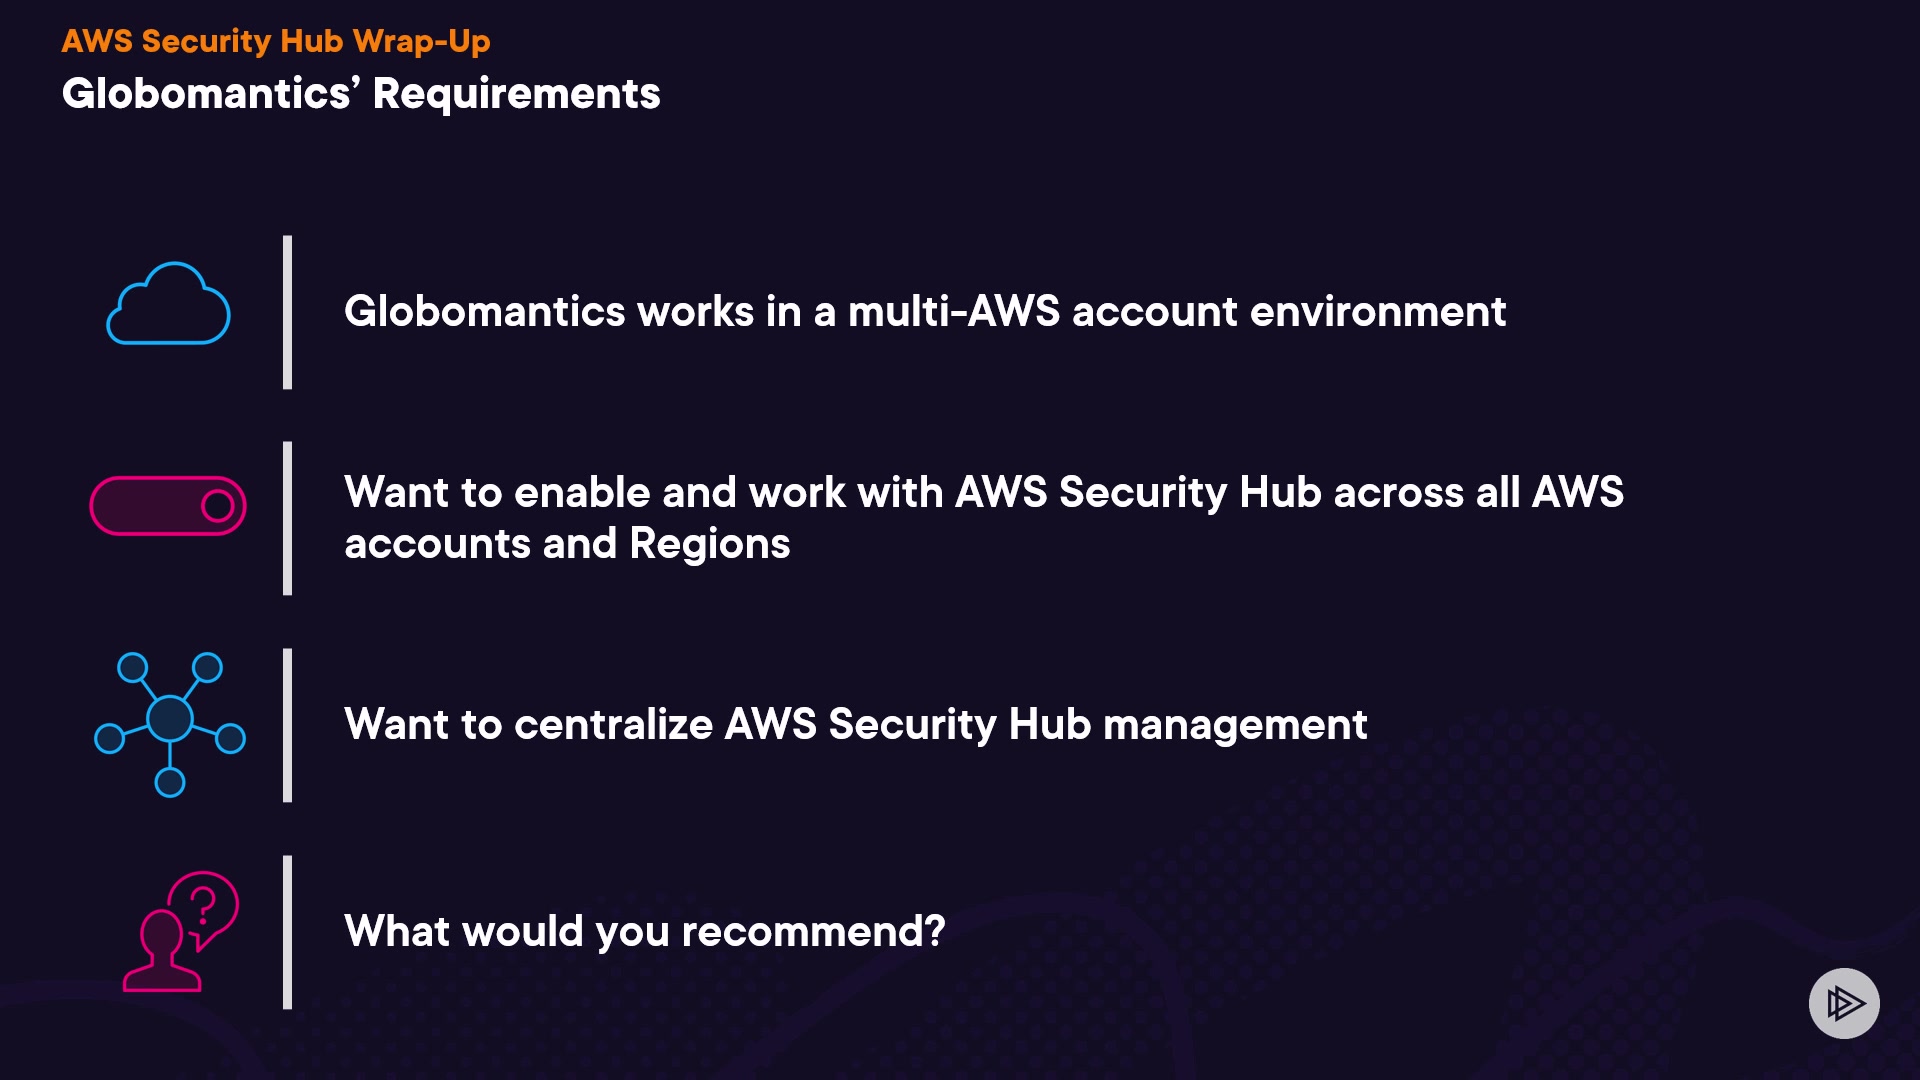 AWS Security Hub Wrap-Up
Globomantics’ Requirements
Globomantics works in a multi-AWS account environment
Want to enable and work with AWS Security Hub across all AWS
accounts and Regions
Want to centralize AWS Security Hub management
?
What would you recommend?